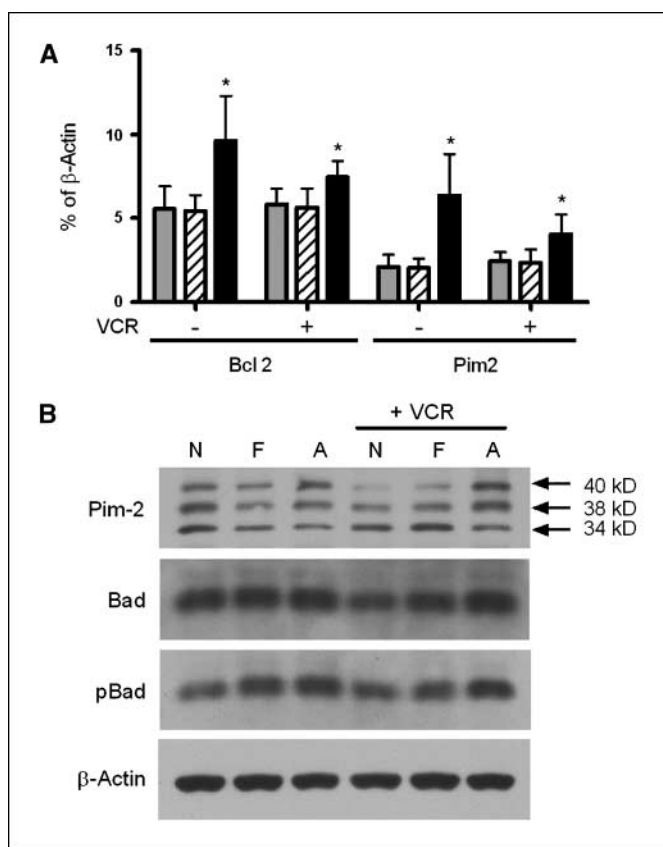 A
15
10
5
0
% of β-Actin
* * * *
VCR - + - +
Bcl 2 Pim2
B
+ VCR
N F A N F A
Pim-2
40 kD
38 kD
34 kD
Bad
pBad
β-Actin